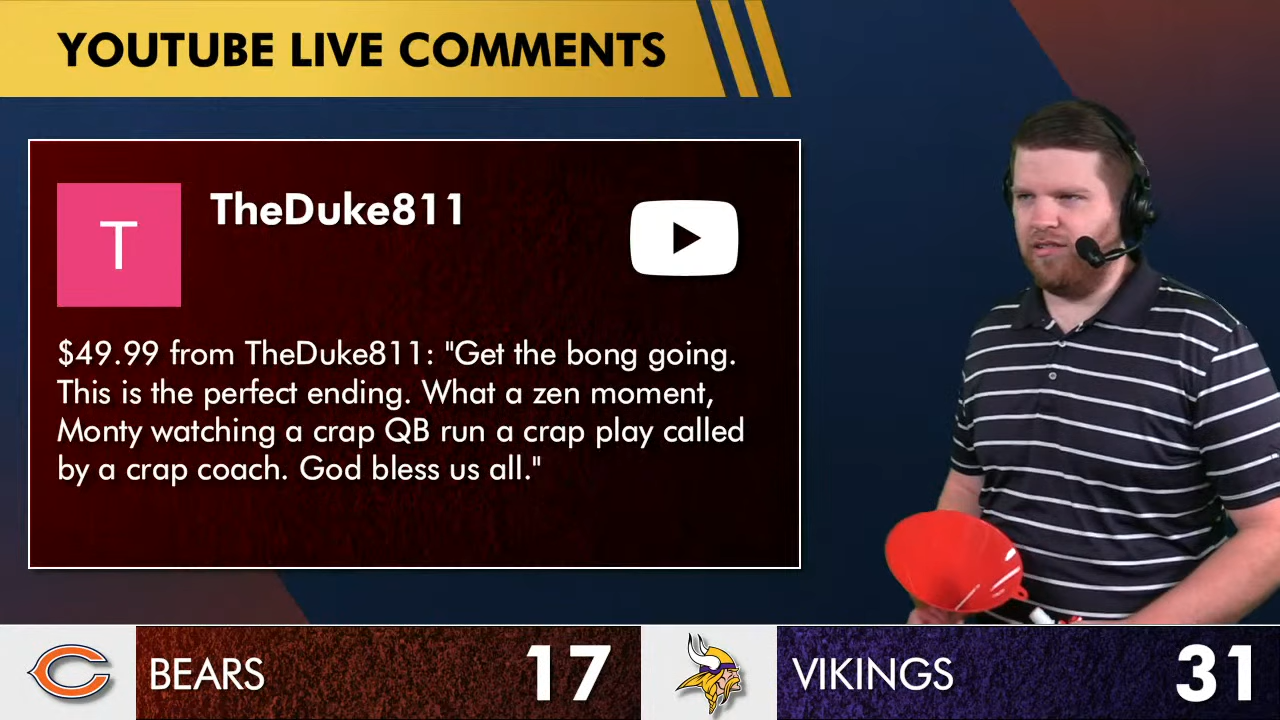 YOUTUBE LIVE COMMENTS
T
TheDuke811
$49.99 from TheDuke811: "Get the bong going.
This is the perfect ending. What a zen moment,
Monty watching a crap QB run a crap play called
by a crap coach. God bless us all."
BEARS 17 VIKINGS 31